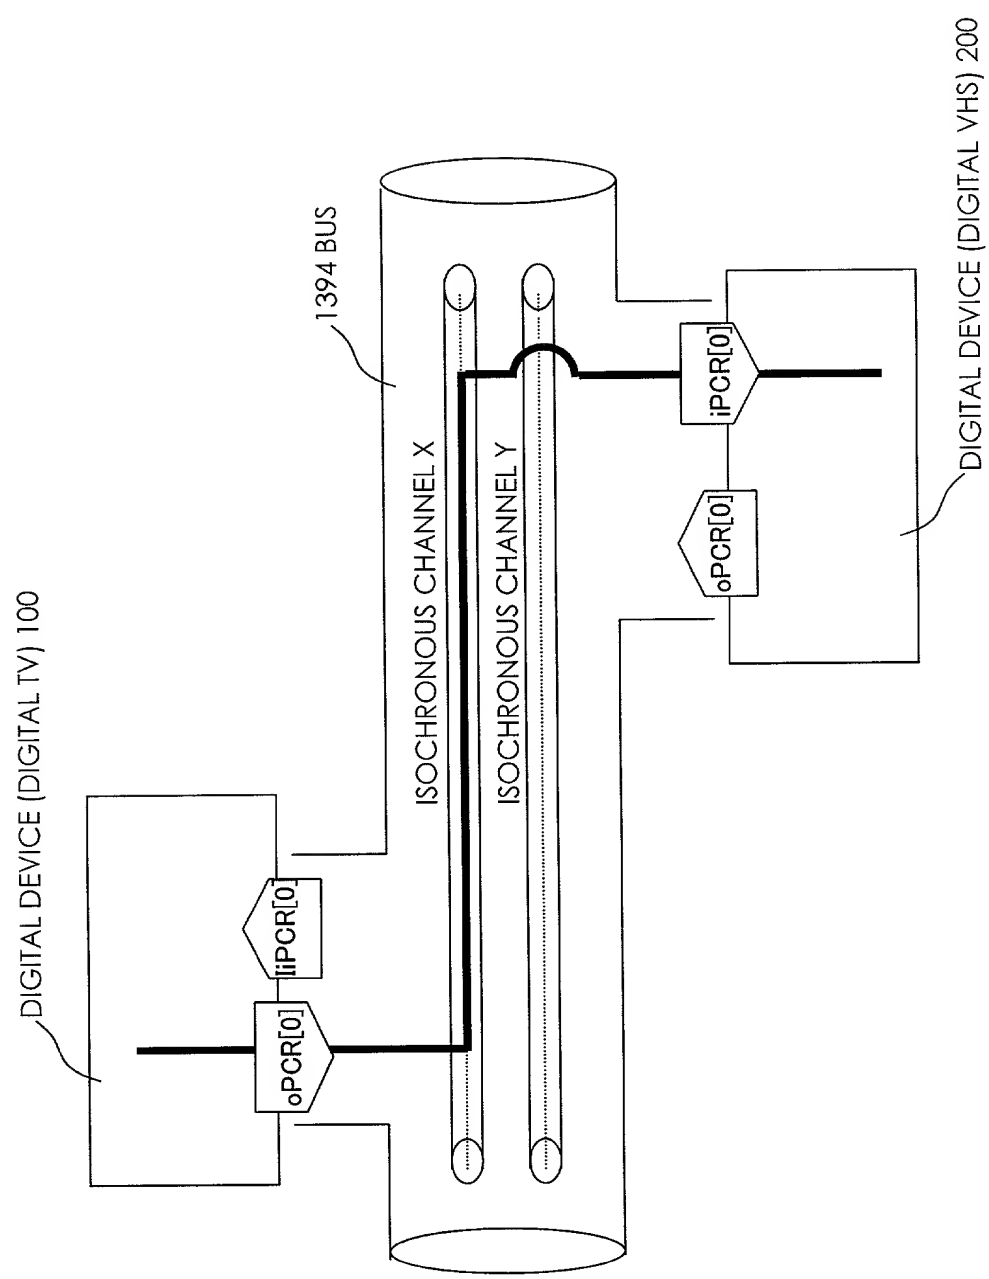 DIGITAL DEVICE (DIGITAL TV) 100
oPCR[0]
[iPCR[0]
1394 BUS
ISOCHRONOUS CHANNEL X
ISOCHRONOUS CHANNEL Y
oPCR[0]
iPCR[0]
DIGITAL DEVICE (DIGITAL VHS) 200